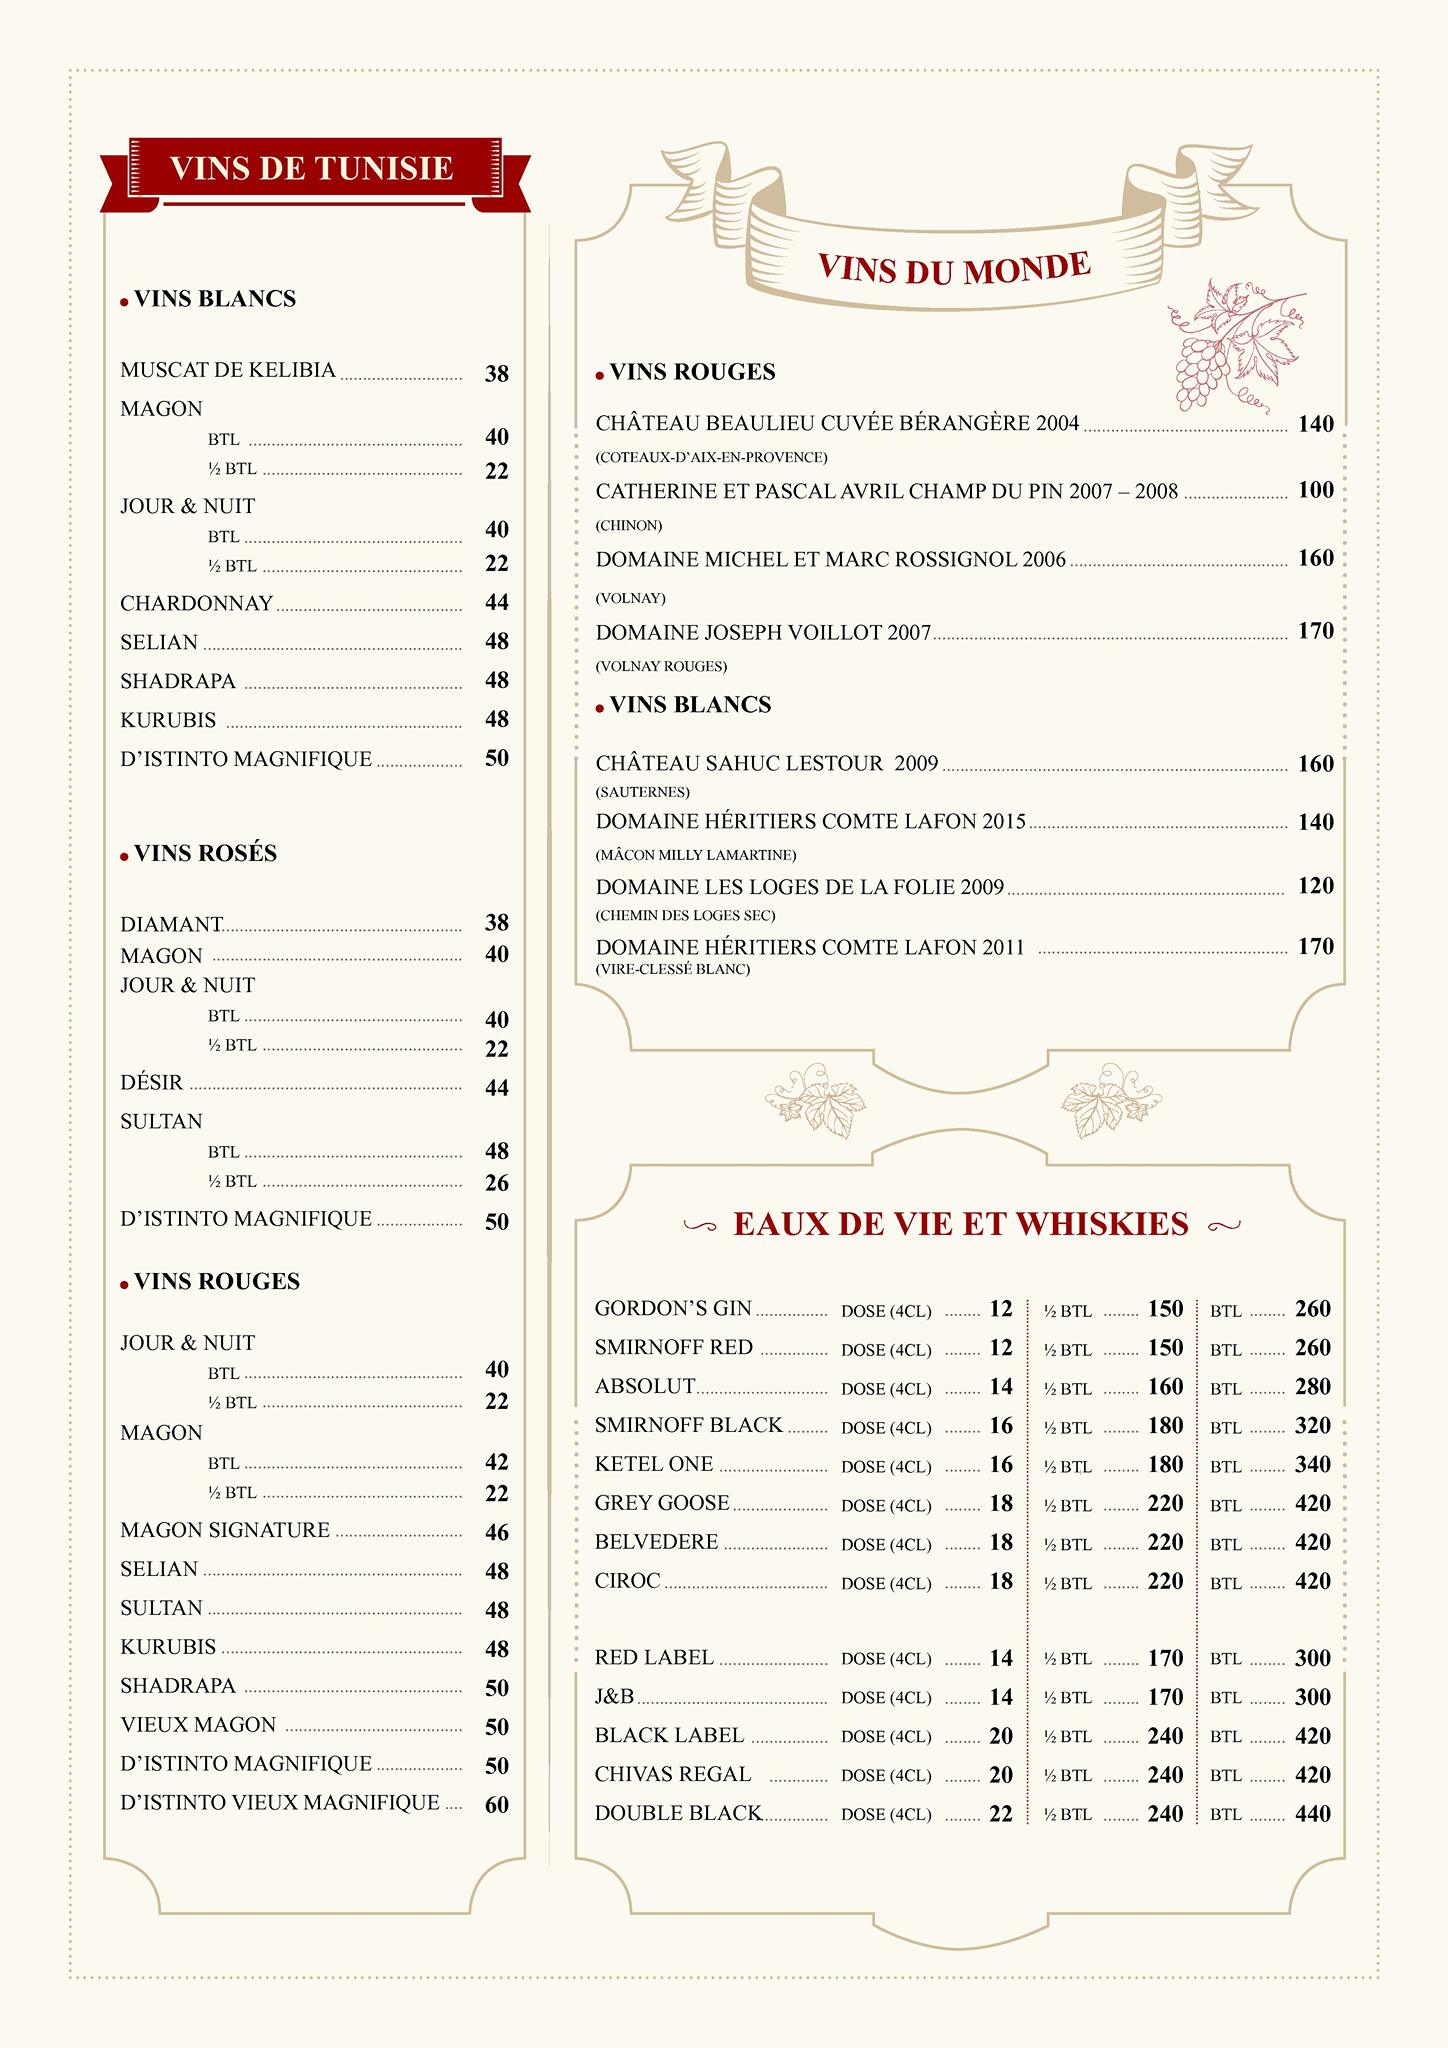 VINS DE TUNISIE
• VINS BLANCS
MUSCAT DE KELIBIA ........ 38
MAGON
BTL ........ 40
½ BTL ........ 22
JOUR & NUIT
BTL ........ 40
½ BTL ........ 22
CHARDONNAY ........ 44
SELIAN ........ 48
SHADRAPA ........ 48
KURUBIS ........ 48
D’ISTINTO MAGNIFIQUE ........ 50
• VINS ROSÉS
DIAMANT ........ 38
MAGON ........ 40
JOUR & NUIT
BTL ........ 40
½ BTL ........ 22
DÉSIR ........ 44
SULTAN
BTL ........ 48
½ BTL ........ 26
D’ISTINTO MAGNIFIQUE ........ 50
• VINS ROUGES
JOUR & NUIT
BTL ........ 40
½ BTL ........ 22
MAGON
BTL ........ 42
½ BTL ........ 22
MAGON SIGNATURE ........ 46
SELIAN ........ 48
SULTAN ........ 48
KURUBIS ........ 48
SHADRAPA ........ 50
VIEUX MAGON ........ 50
D’ISTINTO MAGNIFIQUE ........ 50
D’ISTINTO VIEUX MAGNIFIQUE .... 60
VINS DU MONDE
• VINS ROUGES
CHÂTEAU BEAULIEU CUVÉE BÉRANGÈRE 2004 ........ 140
(COTEAUX-D’AIX-EN-PROVENCE)
CATHERINE ET PASCAL AVRIL CHAMP DU PIN 2007 – 2008 ........ 100
(CHINON)
DOMAINE MICHEL ET MARC ROSSIGNOL 2006 ........ 160
(VOLNAY)
DOMAINE JOSEPH VOILLOT 2007 ........ 170
(VOLNAY ROUGES)
• VINS BLANCS
CHÂTEAU SAHUC LESTOUR 2009 ........ 160
(SAUTERNES)
DOMAINE HÉRITIERS COMTE LAFON 2015 ........ 140
(MÂCON MILLY LAMARTINE)
DOMAINE LES LOGES DE LA FOLIE 2009 ........ 120
(CHEMIN DES LOGES SEC)
DOMAINE HÉRITIERS COMTE LAFON 2011 ........ 170
(VIRE-CLESSÉ BLANC)
EAUX DE VIE ET WHISKIES
GORDON’S GIN ........ DOSE (4CL) ........ 12 ½ BTL ........ 150 BTL ........ 260
SMIRNOFF RED ........ DOSE (4CL) ........ 12 ½ BTL ........ 150 BTL ........ 260
ABSOLUT ........ DOSE (4CL) ........ 14 ½ BTL ........ 160 BTL ........ 280
SMIRNOFF BLACK ........ DOSE (4CL) ........ 16 ½ BTL ........ 180 BTL ........ 320
KETEL ONE ........ DOSE (4CL) ........ 16 ½ BTL ........ 180 BTL ........ 340
GREY GOOSE ........ DOSE (4CL) ........ 18 ½ BTL ........ 220 BTL ........ 420
BELVEDERE ........ DOSE (4CL) ........ 18 ½ BTL ........ 220 BTL ........ 420
CIROC ........ DOSE (4CL) ........ 18 ½ BTL ........ 220 BTL ........ 420
RED LABEL ........ DOSE (4CL) ........ 14 ½ BTL ........ 170 BTL ........ 300
J&B ........ DOSE (4CL) ........ 14 ½ BTL ........ 170 BTL ........ 300
BLACK LABEL ........ DOSE (4CL) ........ 20 ½ BTL ........ 240 BTL ........ 420
CHIVAS REGAL ........ DOSE (4CL) ........ 20 ½ BTL ........ 240 BTL ........ 420
DOUBLE BLACK ........ DOSE (4CL) ........ 22 ½ BTL ........ 240 BTL ........ 440